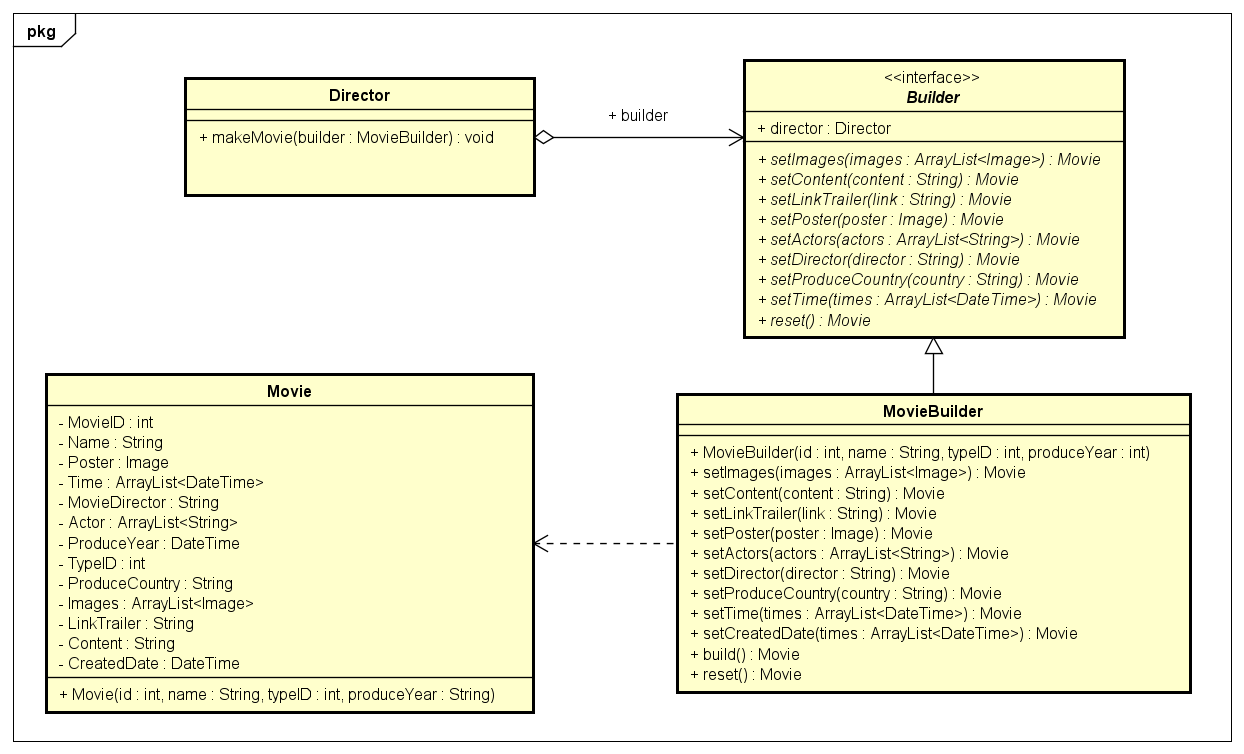 pkg
Director
+ makeMovie(builder : MovieBuilder) : void
+ builder
<<interface>>
Builder
+ director : Director
+ setImages(images : ArrayList<Image>) : Movie
+ setContent(content : String) : Movie
+ setLinkTrailer(link : String) : Movie
+ setPoster(poster : Image) : Movie
+ setActors(actors : ArrayList<String>) : Movie
+ setDirector(director : String) : Movie
+ setProduceCountry(country : String) : Movie
+ setTime(times : ArrayList<DateTime>) : Movie
+ reset() : Movie
Movie
- MovieID : int
- Name : String
- Poster : Image
- Time : ArrayList<DateTime>
- MovieDirector : String
- Actor : ArrayList<String>
- ProduceYear : DateTime
- TypeID : int
- ProduceCountry : String
- Images : ArrayList<Image>
- LinkTrailer : String
- Content : String
- CreatedDate : DateTime
+ Movie(id : int, name : String, typeID : int, produceYear : String)
MovieBuilder
+ MovieBuilder(id : int, name : String, typeID : int, produceYear : int)
+ setImages(images : ArrayList<Image>) : Movie
+ setContent(content : String) : Movie
+ setLinkTrailer(link : String) : Movie
+ setPoster(poster : Image) : Movie
+ setActors(actors : ArrayList<String>) : Movie
+ setDirector(director : String) : Movie
+ setProduceCountry(country : String) : Movie
+ setTime(times : ArrayList<DateTime>) : Movie
+ setCreatedDate(times : ArrayList<DateTime>) : Movie
+ build() : Movie
+ reset() : Movie